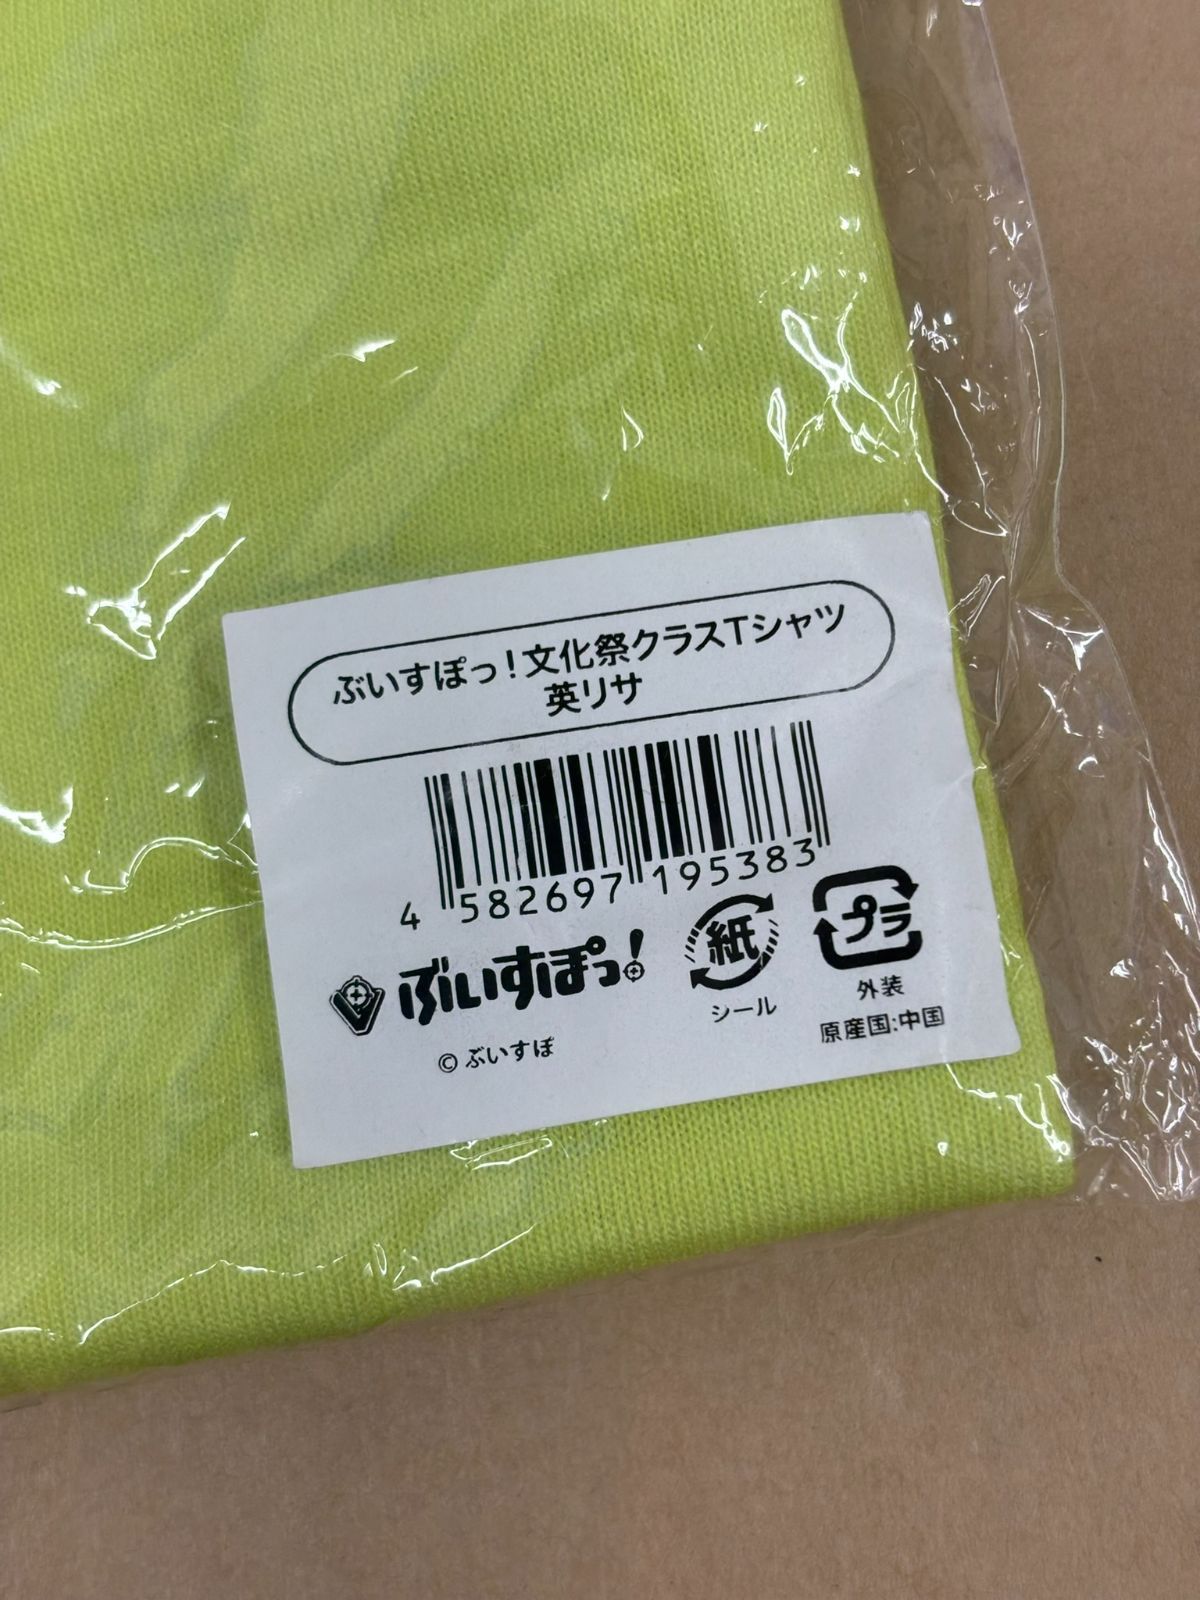 ぶいすぽっ！文化祭クラスTシャツ
英リサ
4 582697 195383
ぶいすぽっ!
紙
シール
プラ
外装
原産国:中国
© ぶいすぽ